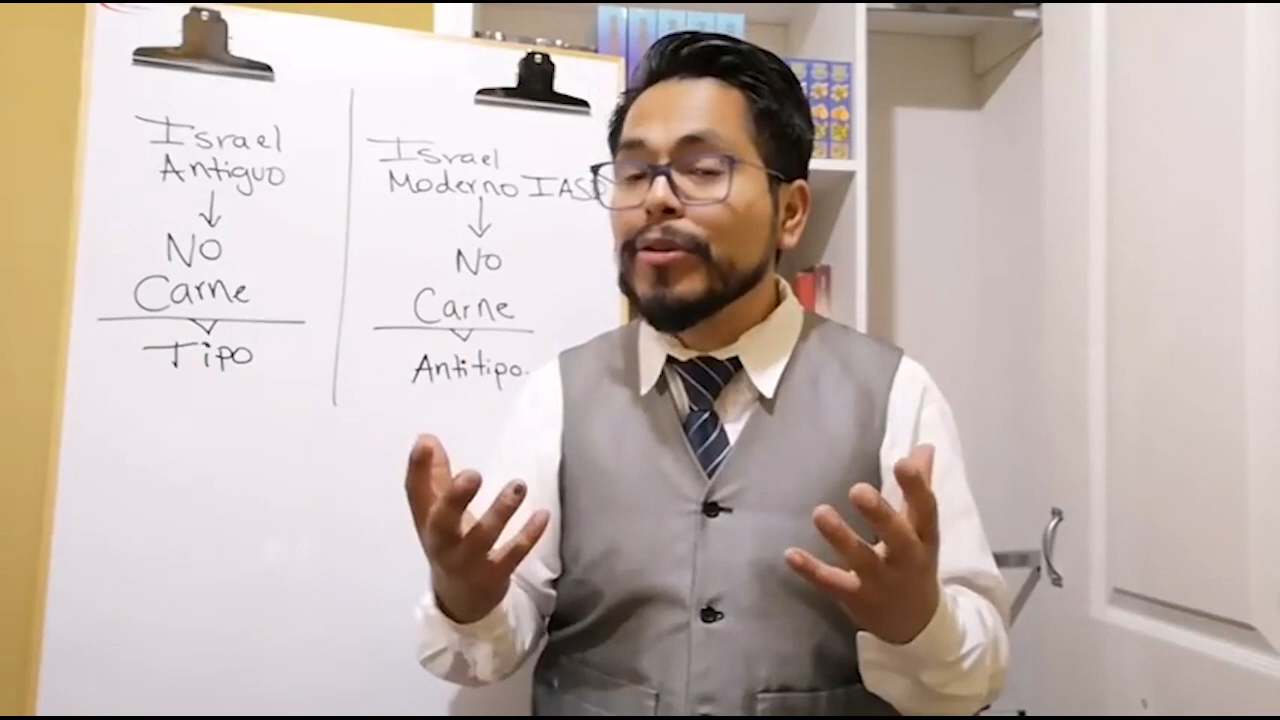 Israel
Antiguo
NO
Carne
Tipo
Israel
Moderno IASD
No
Carne
Antitipo.